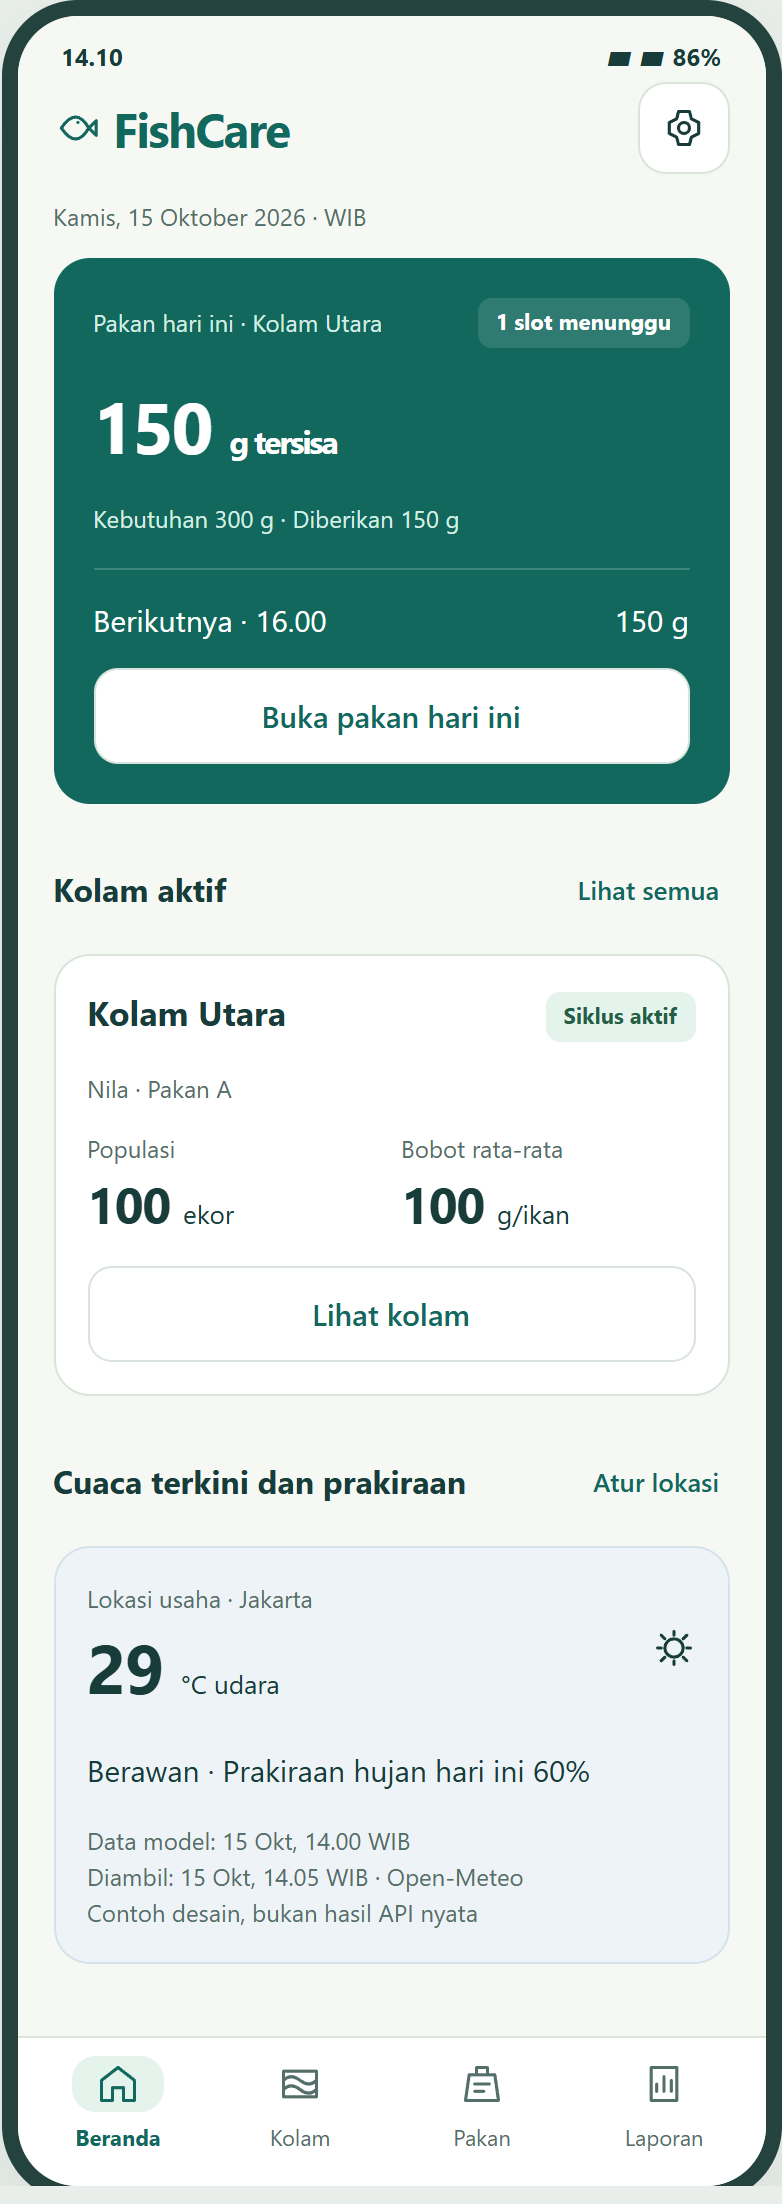 14.10 86%
FishCare
Kamis, 15 Oktober 2026 · WIB
Pakan hari ini · Kolam Utara 1 slot menunggu
150 g tersisa
Kebutuhan 300 g · Diberikan 150 g
Berikutnya · 16.00 150 g
Buka pakan hari ini
Kolam aktif Lihat semua
Kolam Utara Siklus aktif
Nila · Pakan A
Populasi Bobot rata-rata
100 ekor 100 g/ikan
Lihat kolam
Cuaca terkini dan prakiraan Atur lokasi
Lokasi usaha · Jakarta
29 °C udara
Berawan · Prakiraan hujan hari ini 60%
Data model: 15 Okt, 14.00 WIB
Diambil: 15 Okt, 14.05 WIB · Open-Meteo
Contoh desain, bukan hasil API nyata
Beranda Kolam Pakan Laporan